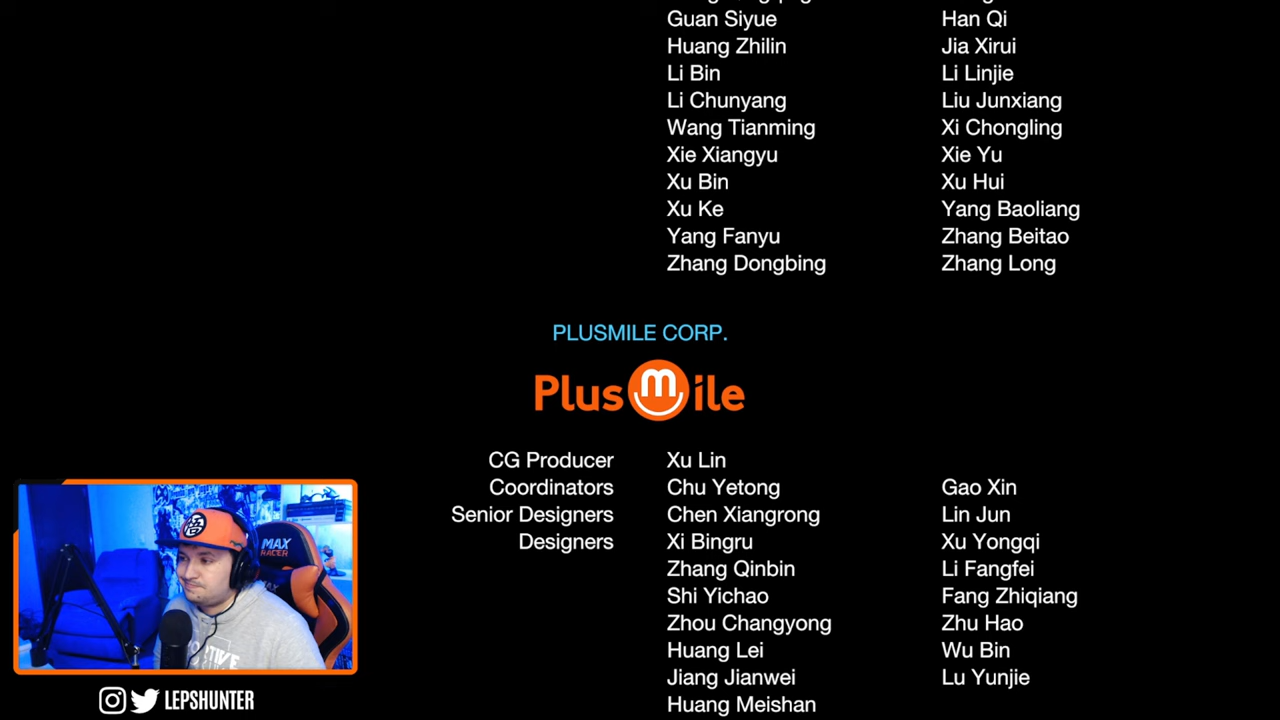 Guan Siyue Han Qi
Huang Zhilin Jia Xirui
Li Bin Li Linjie
Li Chunyang Liu Junxiang
Wang Tianming Xi Chongling
Xie Xiangyu Xie Yu
Xu Bin Xu Hui
Xu Ke Yang Baoliang
Yang Fanyu Zhang Beitao
Zhang Dongbing Zhang Long
PLUSMILE CORP.
Plusmile
CG Producer Xu Lin
Coordinators Chu Yetong Gao Xin
Senior Designers Chen Xiangrong Lin Jun
Designers Xi Bingru Xu Yongqi
Zhang Qinbin Li Fangfei
Shi Yichao Fang Zhiqiang
Zhou Changyong Zhu Hao
Huang Lei Wu Bin
Jiang Jianwei Lu Yunjie
Huang Meishan
悟
MAX
RACER
LEPSHUNTER